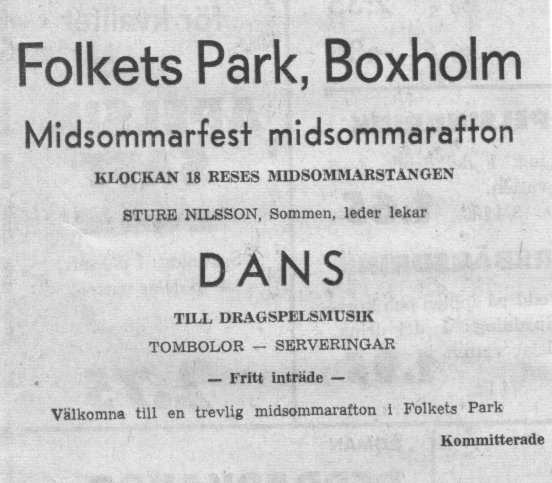 Folkets Park, Boxholm
Midsommarfest midsommarafton
KLOCKAN 18 RESES MIDSOMMARSTÅNGEN
STURE NILSSON, Sommen, leder lekar
DANS
TILL DRAGSPELSMUSIK
TOMBOLOR — SERVERINGAR
— Fritt inträde —
Välkomna till en trevlig midsommarafton i Folkets Park
Kommitterade